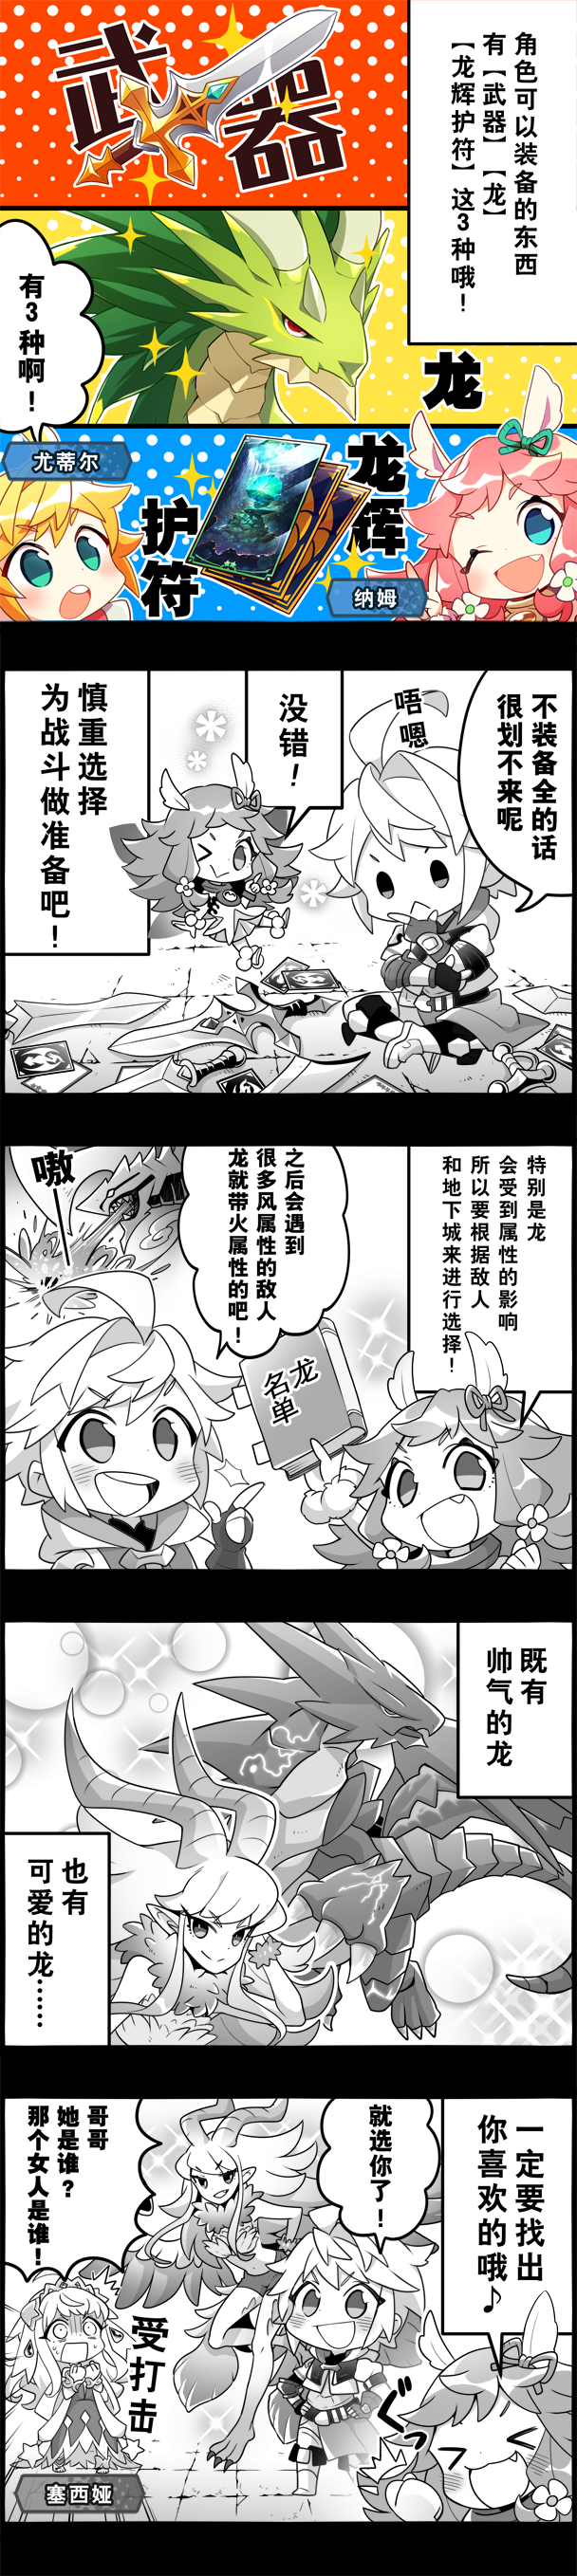 角色可以装备的东西
有【武器】【龙】
【龙辉护符】这3种哦！
武器
有3种啊！
龙
尤蒂尔
龙辉
护符
纳姆
不装备全的话
很划不来呢
唔嗯
没错！
慎重选择
为战斗做准备吧！
特别是龙
会受到属性的影响
所以要根据敌人
和地下城来进行选择！
之后会遇到
很多风属性的敌人
龙就带火属性的吧！
嗷
龙
名单
既有
帅气的龙
也有
可爱的龙……
一定要找出
你喜欢的哦♪
就选你了！
哥哥
她是谁？
那个女人是谁！
受打击
ぐっ
塞西娅